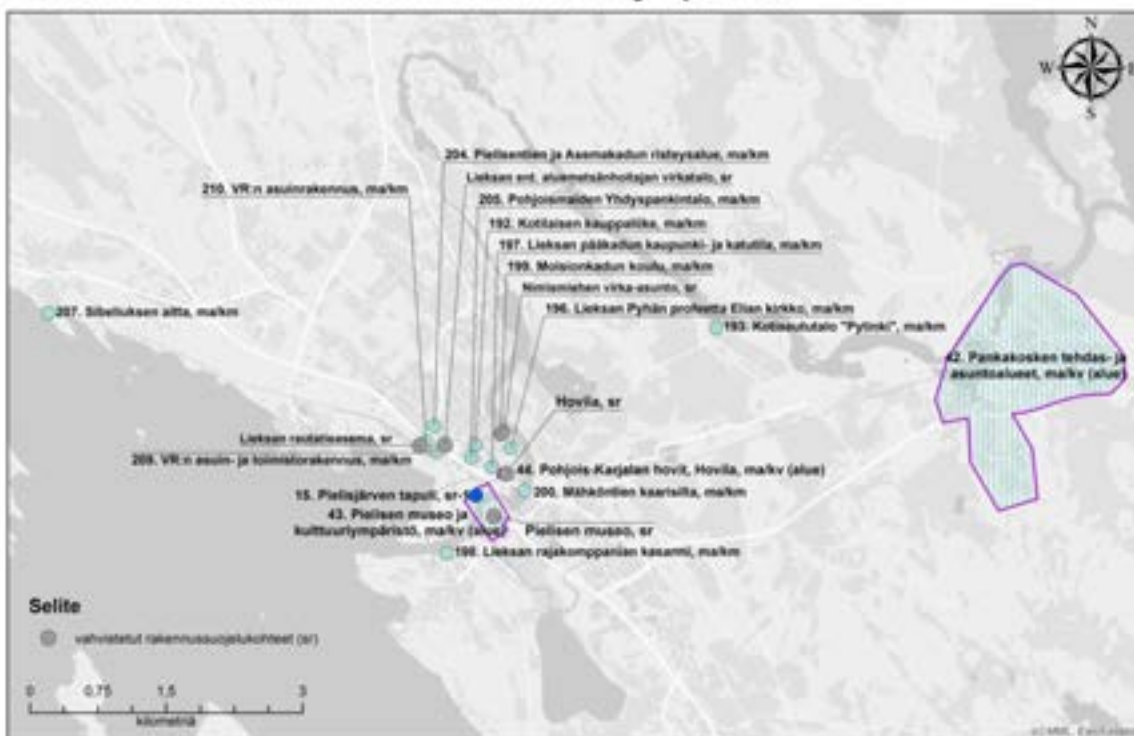 N
W
E
S
204. Pielisentien ja Asemakadun risteysalue, ma/km
210. VR:n asuinrakennus, ma/km
Lieksan ent. aluemetsänhoitajan virkatalo, sr
205. Pohjoismaiden Yhdyspankintalo, ma/km
192. Kotilaisen kauppaliike, ma/km
197. Lieksan pääkadun kaupunki- ja katutila, ma/km
199. Moisionkadun koulu, ma/km
Nimismiehen virka-asunto, sr
196. Lieksan Pyhän profeetta Elian kirkko, ma/km
207. Sibeliuksen aitta, ma/km
193. Kotiseututalo "Pytinki", ma/km
42. Pankakosken tehdas- ja
asuntoalueet, ma/kv (alue)
Hovila, sr
Lieksan rautatieasema, sr
209. VR:n asuin- ja toimistorakennus, ma/km
44. Pohjois-Karjalan hovit, Hovila, ma/kv (alue)
15. Pielisjärven tapuli, sr-1
200. Mähköntien kaarisilta, ma/km
43. Pielisen museo ja
kulttuuriympäristö, ma/kv (alue)
Pielisen museo, sr
198. Lieksan rajakomppanian kasarmi, ma/km
Selite
vahvistetut rakennussuojelukohteet (sr)
0 0,75 1,5 3
kilometriä